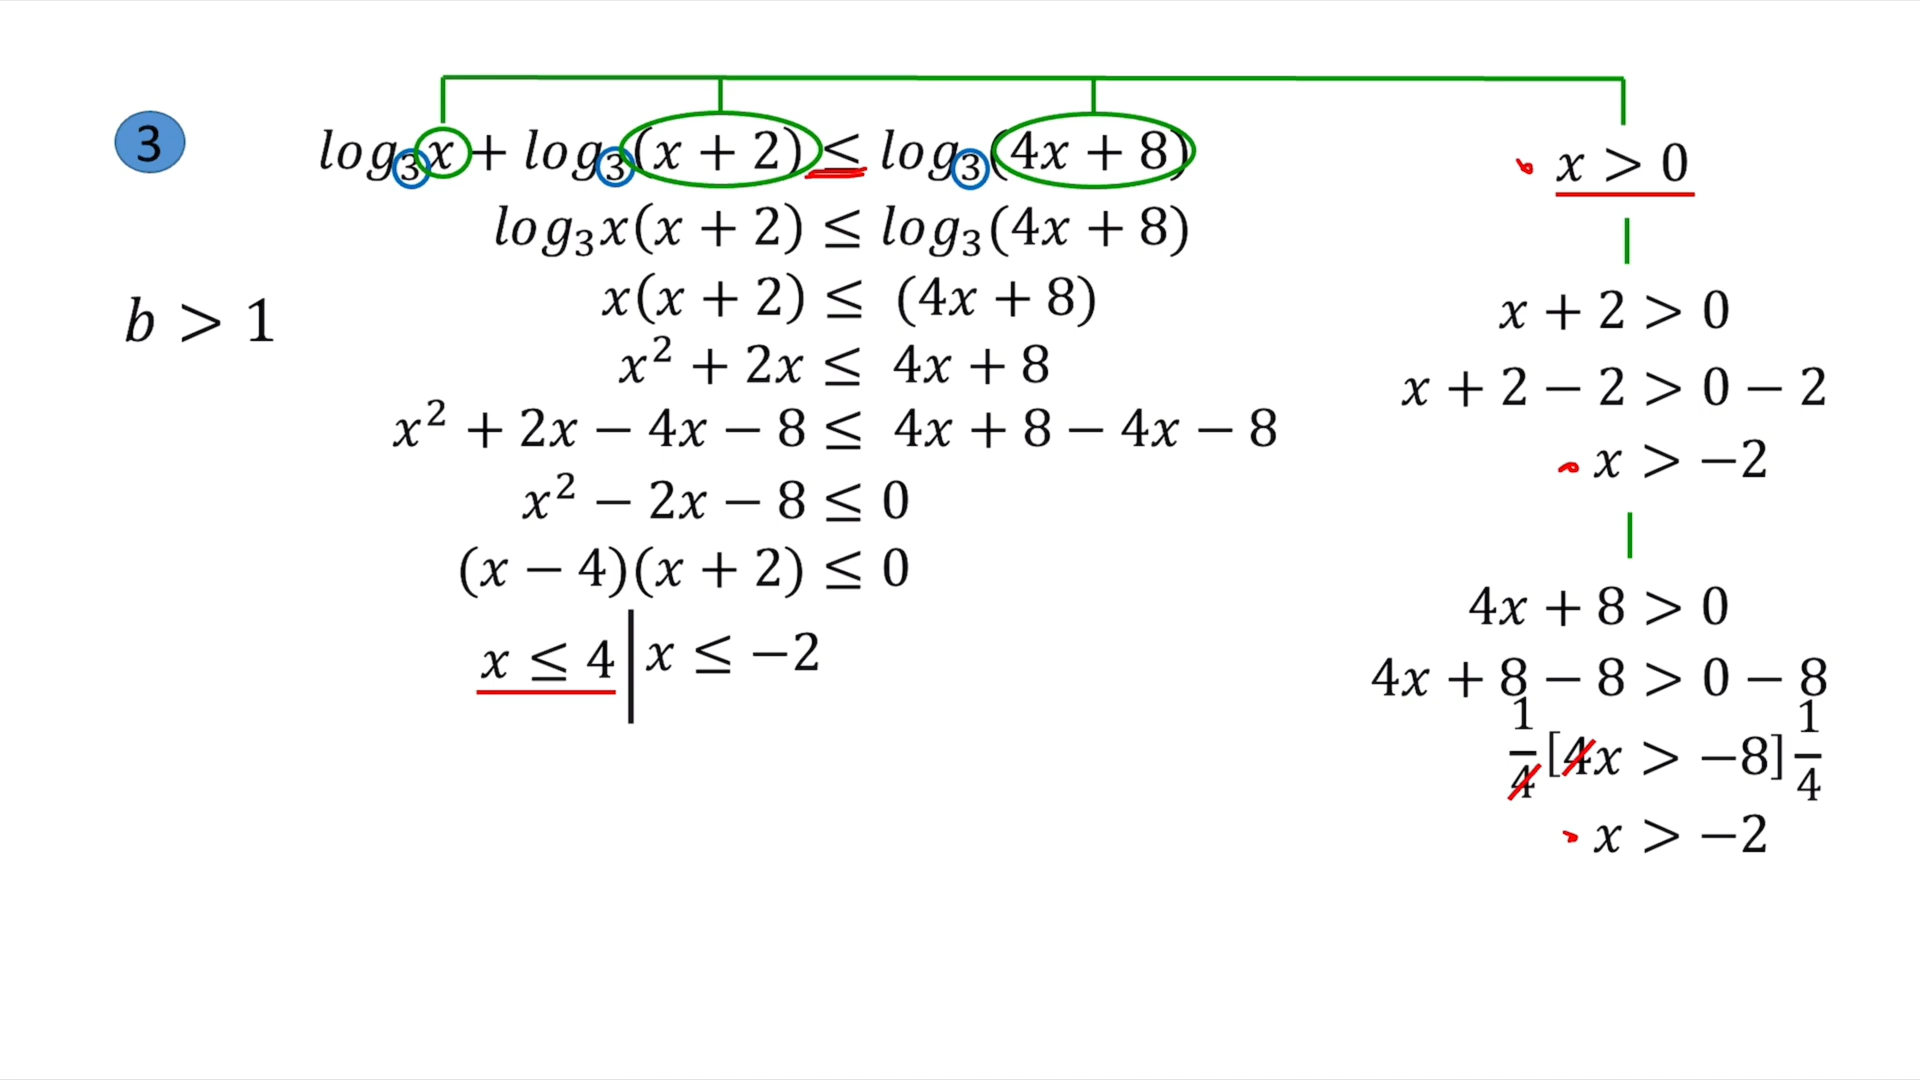 3
log₃x + log₃(x + 2) ≤ log₃(4x + 8)
log₃x(x + 2) ≤ log₃(4x + 8)
x(x + 2) ≤ (4x + 8)
b > 1
x² + 2x ≤ 4x + 8
x² + 2x − 4x − 8 ≤ 4x + 8 − 4x − 8
x² − 2x − 8 ≤ 0
(x − 4)(x + 2) ≤ 0
x ≤ 4 | x ≤ −2
x > 0
x + 2 > 0
x + 2 − 2 > 0 − 2
x > −2
4x + 8 > 0
4x + 8 − 8 > 0 − 8
1/4 [4x > −8] 1/4
x > −2